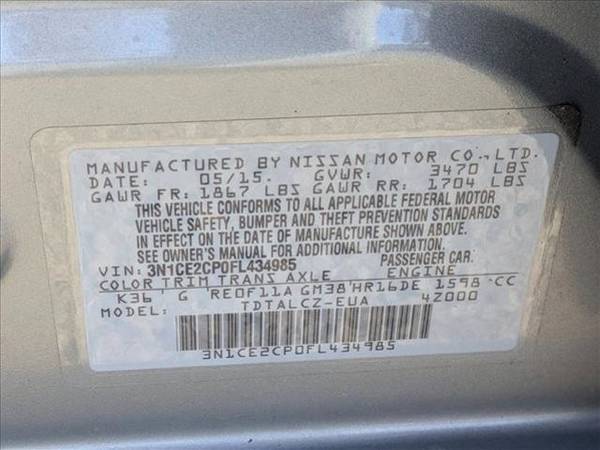 MANUFACTURED BY NISSAN MOTOR CO., LTD.
DATE: 05/15. GVWR: 3470 LBS
GAWR FR: 1867 LBS GAWR RR: 1704 LBS
THIS VEHICLE CONFORMS TO ALL APPLICABLE FEDERAL MOTOR
VEHICLE SAFETY, BUMPER AND THEFT PREVENTION STANDARDS
IN EFFECT ON THE DATE OF MANUFACTURE SHOWN ABOVE.
SEE OWNER'S MANUAL FOR ADDITIONAL INFORMATION.
VIN: 3N1CE2CP0FL434985 PASSENGER CAR.
COLOR TRIM TRANS AXLE ENGINE
K36 G RE0F11A GM38 HR16DE 1598 CC
MODEL: TDTALCZ-EUA 4Z000
3N1CE2CP0FL434985